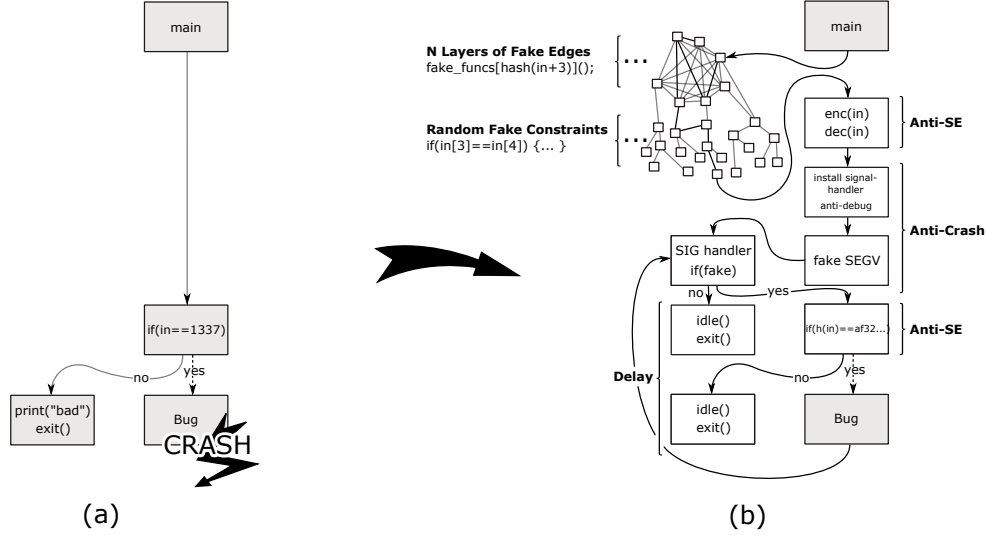 main
if(in==1337)
no
yes
print("bad")
exit()
Bug
CRASH
(a)
N Layers of Fake Edges
fake_funcs[hash(in+3)]();
...
Random Fake Constraints
if(in[3]==in[4]) {... }
...
main
enc(in)
dec(in)
Anti-SE
install signal-
handler
anti-debug
Anti-Crash
SIG handler
if(fake)
fake SEGV
no
yes
idle()
exit()
if(h(in)==af32...)
Anti-SE
Delay
no
yes
idle()
exit()
Bug
(b)